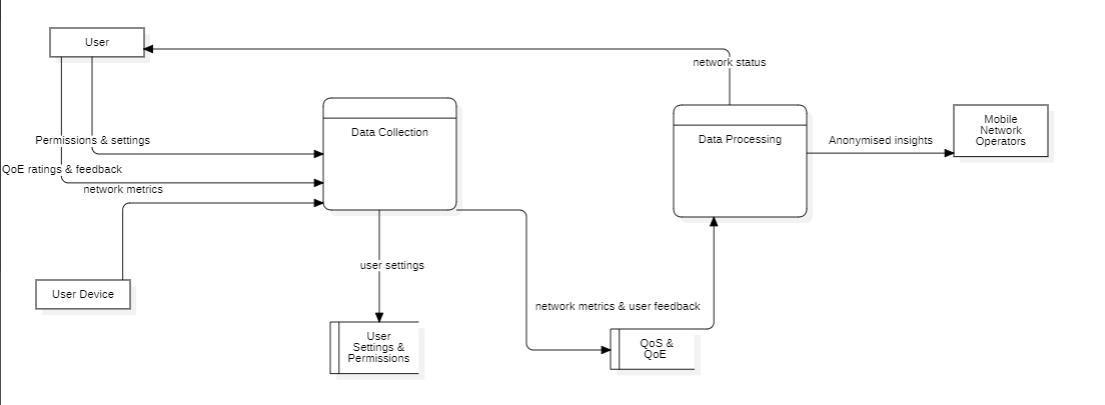 User
network status
Data Collection
Data Processing
Mobile
Network
Operators
Permissions & settings
Anonymised insights
QoE ratings & feedback
network metrics
user settings
User Device
network metrics & user feedback
User
Settings &
Permissions
QoS &
QoE